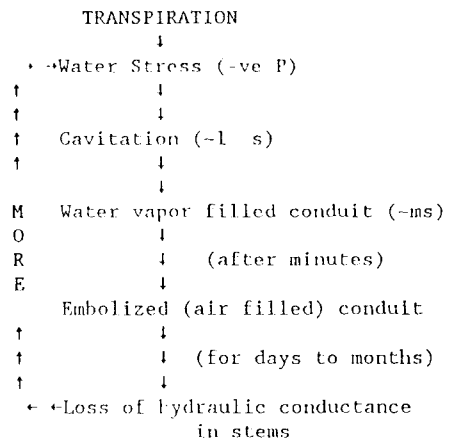 TRANSPIRATION
Water Stress (-ve P)
Cavitation (~1 s)
Water vapor filled conduit (~ms)
(after minutes)
MORE
Embolized (air filled) conduit
(for days to months)
Loss of hydraulic conductance
in stems